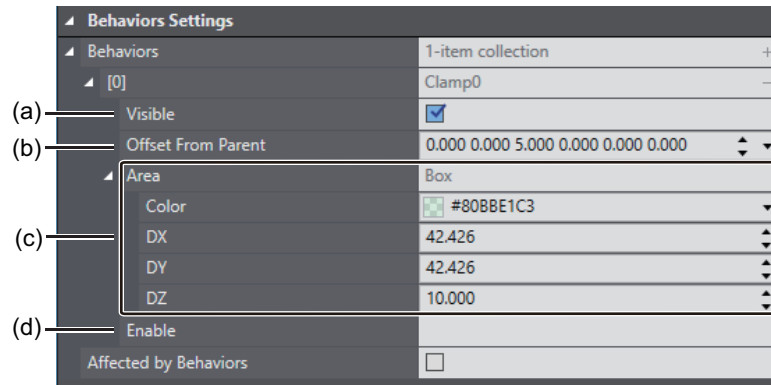 Behaviors Settings
Behaviors 1-item collection +
[0] Clamp0 −
(a) Visible
(b) Offset From Parent 0.000 0.000 5.000 0.000 0.000 0.000
Area Box
Color #80BBE1C3
(c) DX 42.426
DY 42.426
DZ 10.000
(d) Enable
Affected by Behaviors